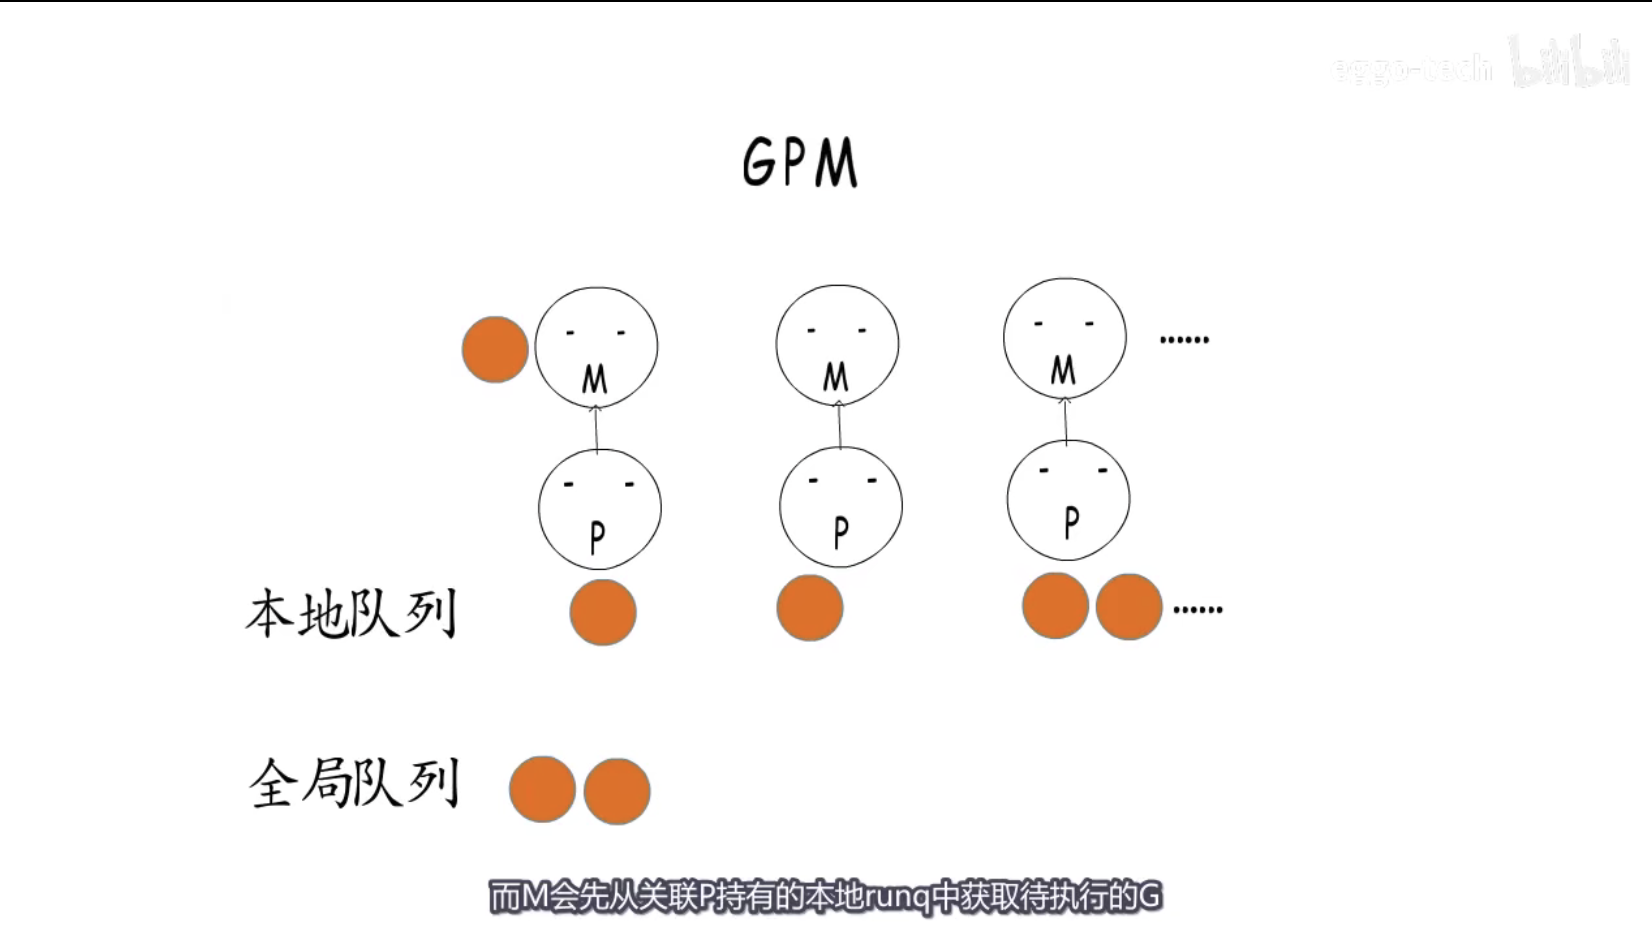 eggo-tech bilibili
GPM
M M M ......
P P P
本地队列 ......
全局队列
而M会先从关联P持有的本地runq中获取待执行的G